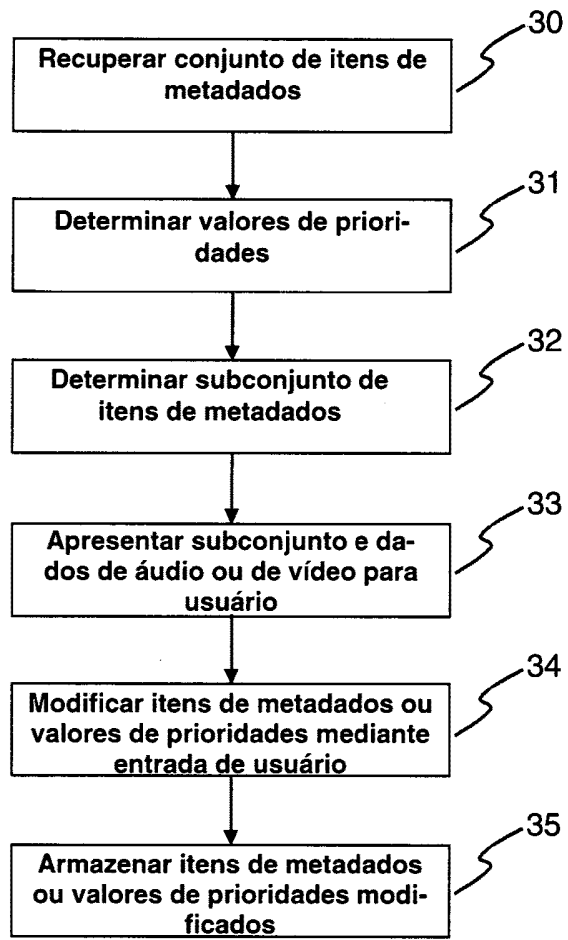 30
Recuperar conjunto de itens de
metadados
31
Determinar valores de priori-
dades
32
Determinar subconjunto de
itens de metadados
33
Apresentar subconjunto e da-
dos de áudio ou de vídeo para
usuário
34
Modificar itens de metadados ou
valores de prioridades mediante
entrada de usuário
35
Armazenar itens de metadados
ou valores de prioridades modi-
ficados